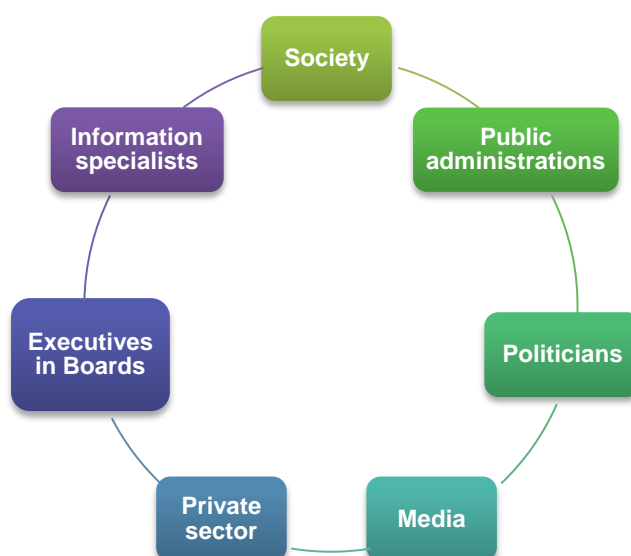 Society
Public
administrations
Politicians
Media
Private
sector
Executives
in Boards
Information
specialists